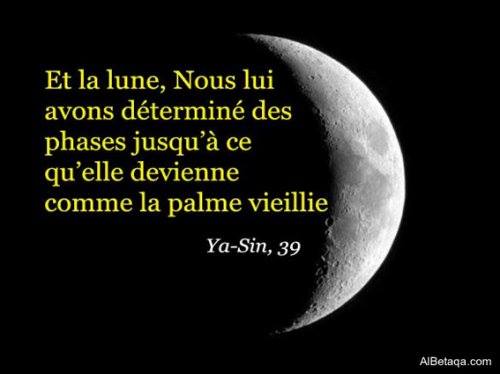 Et la lune, Nous lui
avons déterminé des
phases jusqu'à ce
qu'elle devienne
comme la palme vieillie
Ya-Sin, 39
AlBetaqa.com